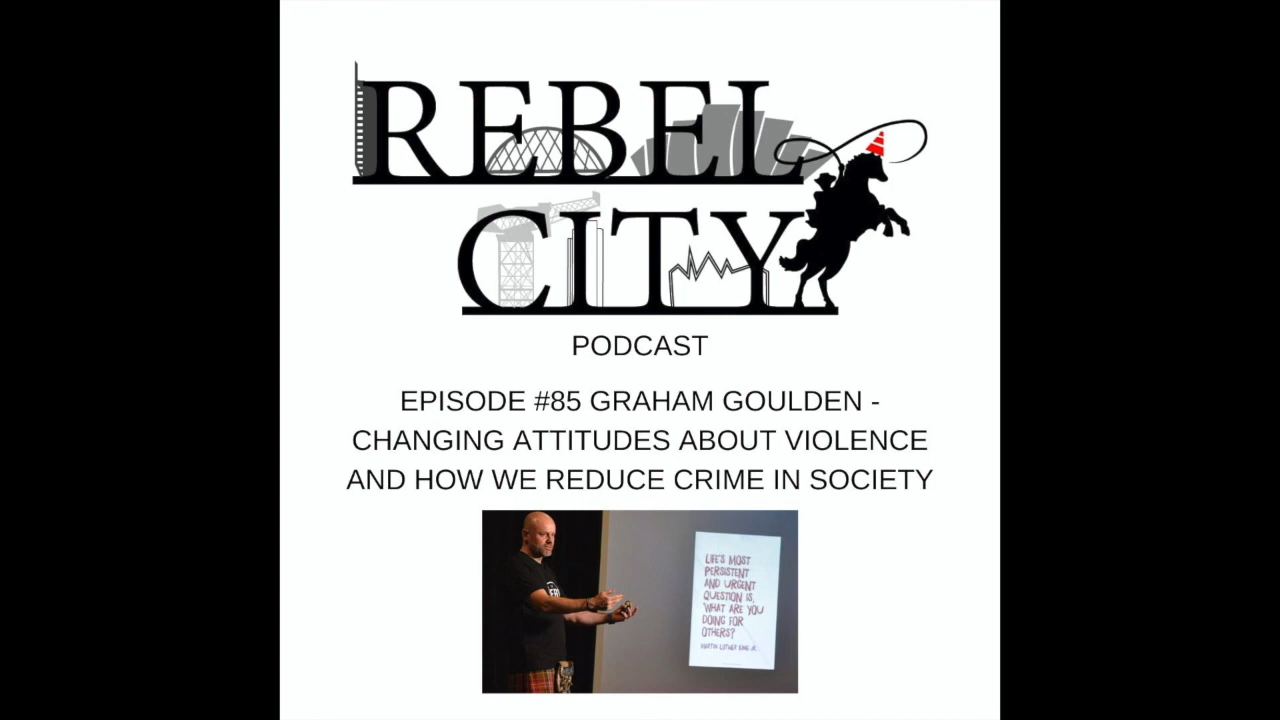 REBEL
CITY
PODCAST
EPISODE #85 GRAHAM GOULDEN -
CHANGING ATTITUDES ABOUT VIOLENCE
AND HOW WE REDUCE CRIME IN SOCIETY
LIFE'S MOST
PERSISTENT
AND URGENT
QUESTION IS,
'WHAT ARE YOU
DOING FOR
OTHERS?
MARTIN LUTHER KING JR.